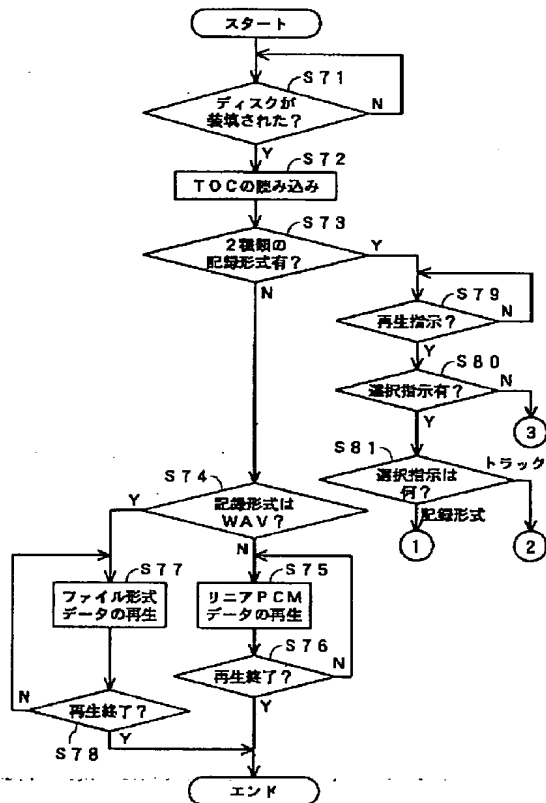 スタート
S71
ディスクが
装填された?
N
Y
S72
TOCの読み込み
S73
2種類の
記録形式有?
Y
N
S79
再生指示?
N
Y
S80
選択指示有?
N
Y
③
S81
選択指示は
何?
トラック
記録形式
①
②
S74
記録形式は
WAV?
Y
N
S77
ファイル形式
データの再生
S75
リニアPCM
データの再生
S76
再生終了?
N
Y
N
再生終了?
S78
Y
エンド